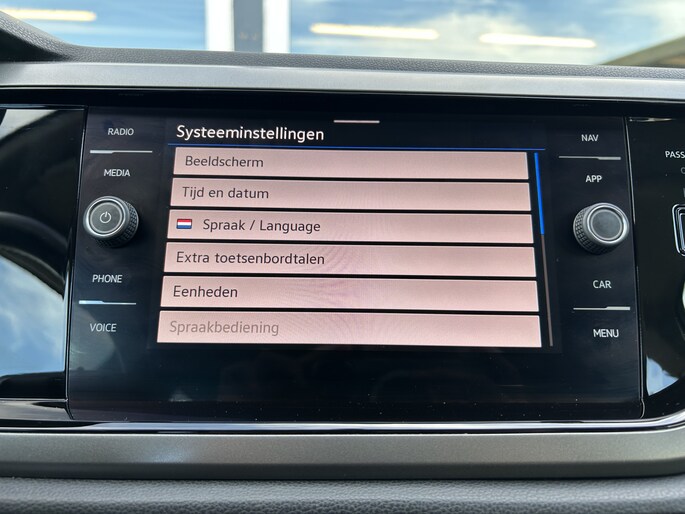 RADIO
MEDIA
PHONE
VOICE
Systeeminstellingen
Beeldscherm
Tijd en datum
Spraak / Language
Extra toetsenbordtalen
Eenheden
Spraakbediening
NAV
APP
CAR
MENU
PASS